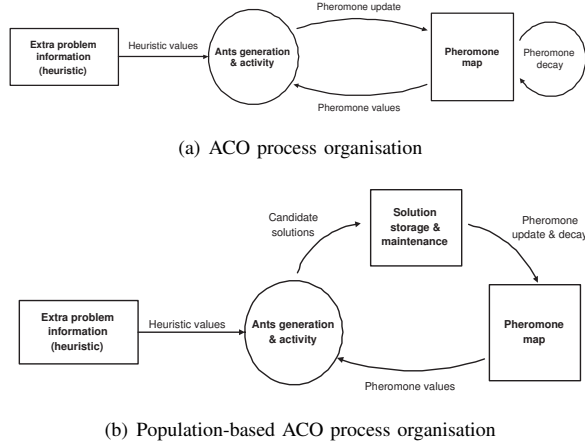 Pheromone update
Extra problem
information
(heuristic)
Heuristic values
Ants generation
& activity
Pheromone
map
Pheromone
decay
Pheromone values
(a) ACO process organisation
Candidate
solutions
Solution
storage &
maintenance
Pheromone
update & decay
Extra problem
information
(heuristic)
Heuristic values
Ants generation
& activity
Pheromone
map
Pheromone values
(b) Population-based ACO process organisation